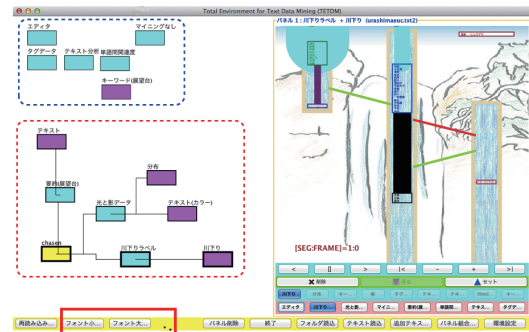 Total Environment for Text Data Mining (TETDM)
エディタ
マイニングなし
タグデータ
テキスト分析
単語間関連度
キーワード(展望台)
テキスト
要約(展望台)
光と影データ
分布
テキスト(カラー)
chasen
川下りラベル
川下り
パネル1:川下りラベル + 川下り (urashimaeuc.txt2)
[SEG:FRAME]=1:0
< [] > |< - + >|
削除
セット
川下り...
分布
エディタ
川下り...
光と影...
マイニ...
要約(展...
単語間...
テキス...
タグデ...
再読み込み...
フォント小...
フォント大...
パネル削除
終了
フォルダ読込
テキスト読込
追加テキス...
パネル組合...
環境設定